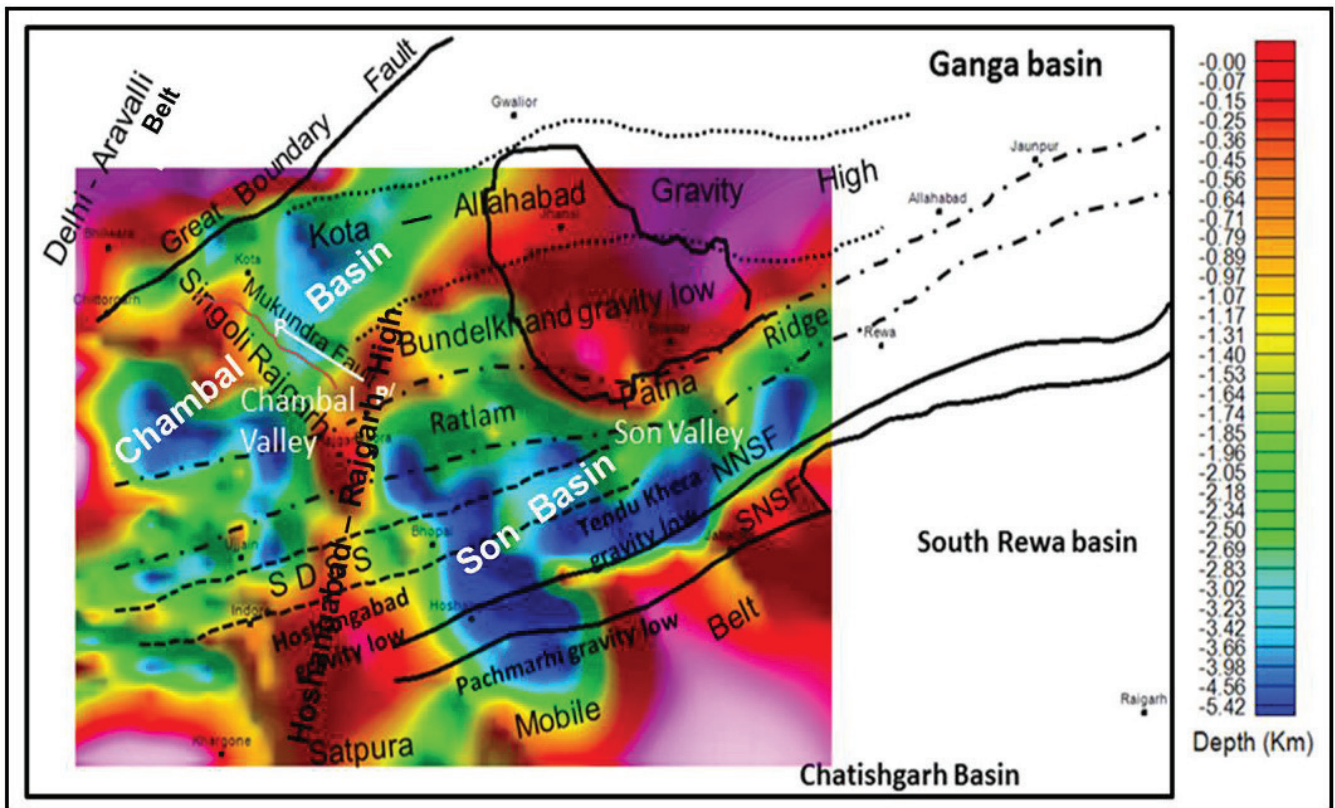 Ganga basin
Delhi - Aravalli
Belt
Great Boundary Fault
Gwalior
Jaunpur
Kota — Allahabad Gravity High
Allahabad
Jhansi
Bhilwara
Kota
Basin
Chittorgarh
Mukundra Fault
Singoli Rajgarh
P
P'
Bundelkhand gravity low
Ridge
Rewa
Patna
Chambal
Chambal
Valley
Ratlam
Son Valley
Hoshangabad – Rajgarh High
Son Basin
Tendu Khera
gravity low
NNSF
SNSF
Bhopal
Ujjain
Indore
Hoshangabad
gravity low
Pachmarhi gravity low
South Rewa basin
Satpura Mobile Belt
Khargone
Raigarh
Chatishgarh Basin
-0.00
-0.07
-0.15
-0.25
-0.36
-0.45
-0.56
-0.64
-0.71
-0.79
-0.89
-0.97
-1.07
-1.17
-1.31
-1.40
-1.53
-1.64
-1.74
-1.85
-1.96
-2.05
-2.18
-2.34
-2.50
-2.69
-2.83
-3.02
-3.23
-3.42
-3.66
-3.98
-4.56
-5.42
Depth (Km)